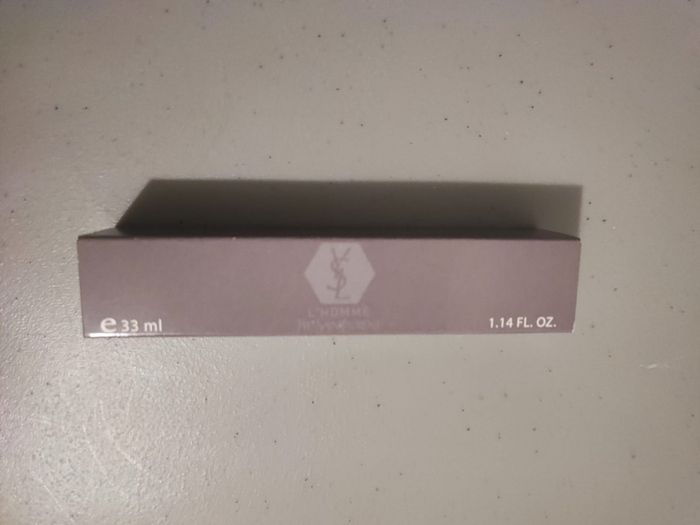 YSL
L'HOMME
e 33 ml
1.14 FL. OZ.